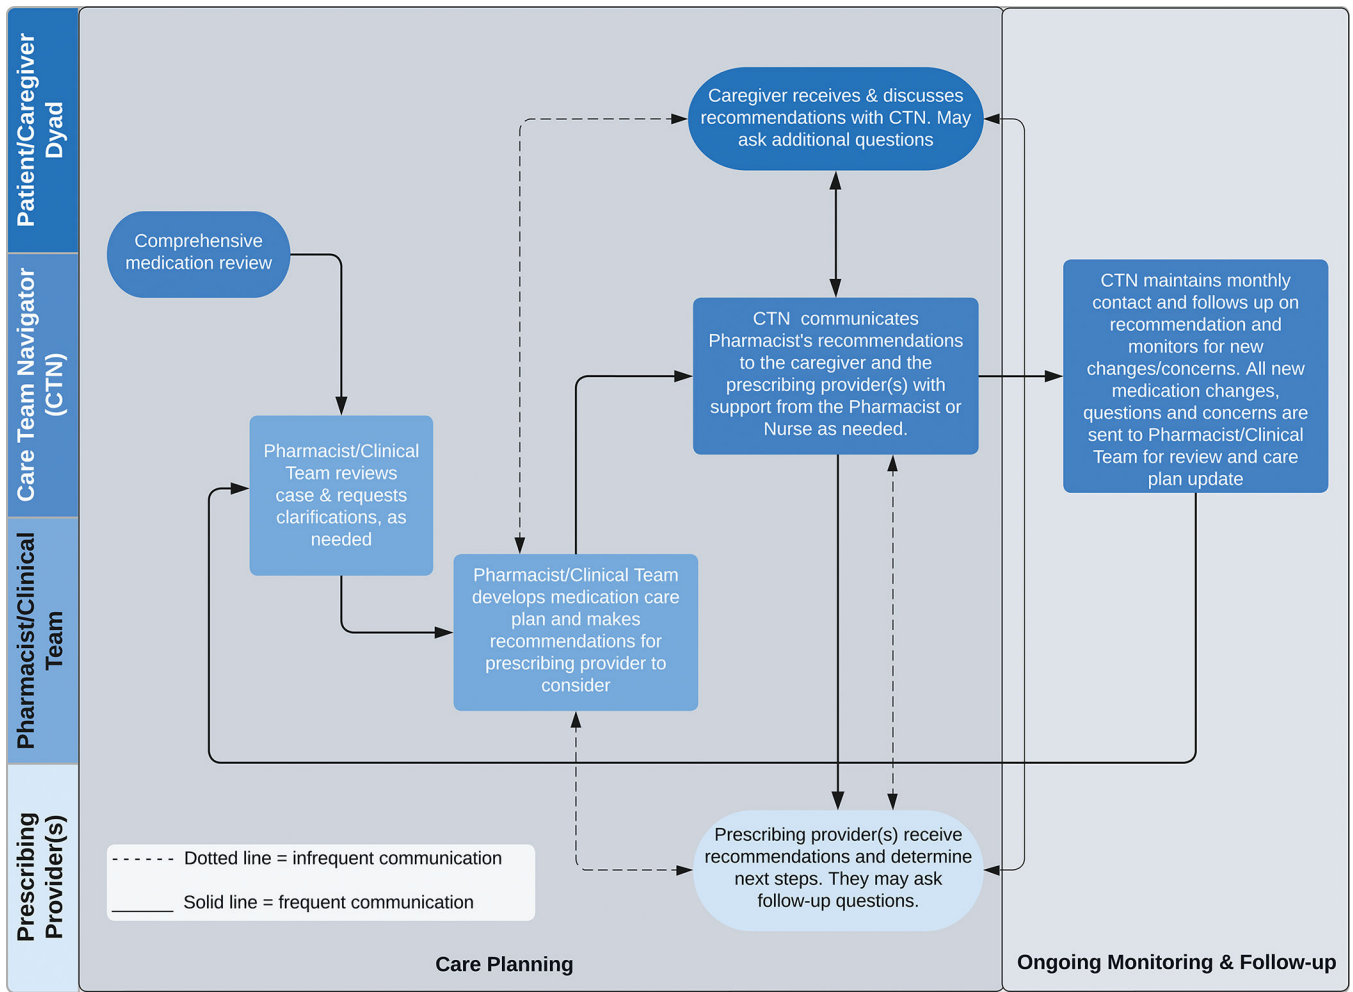 Patient/Caregiver
Dyad
Care Team Navigator
(CTN)
Pharmacist/Clinical
Team
Prescribing
Provider(s)
Comprehensive
medication review
Pharmacist/Clinical
Team reviews
case & requests
clarifications, as
needed
Pharmacist/Clinical Team
develops medication care
plan and makes
recommendations for
prescribing provider to
consider
Caregiver receives & discusses
recommendations with CTN. May
ask additional questions
CTN communicates
Pharmacist's recommendations
to the caregiver and the
prescribing provider(s) with
support from the Pharmacist or
Nurse as needed.
Prescribing provider(s) receive
recommendations and determine
next steps. They may ask
follow-up questions.
CTN maintains monthly
contact and follows up on
recommendation and
monitors for new
changes/concerns. All new
medication changes,
questions and concerns are
sent to Pharmacist/Clinical
Team for review and care
plan update
Dotted line = infrequent communication
Solid line = frequent communication
Care Planning
Ongoing Monitoring & Follow-up